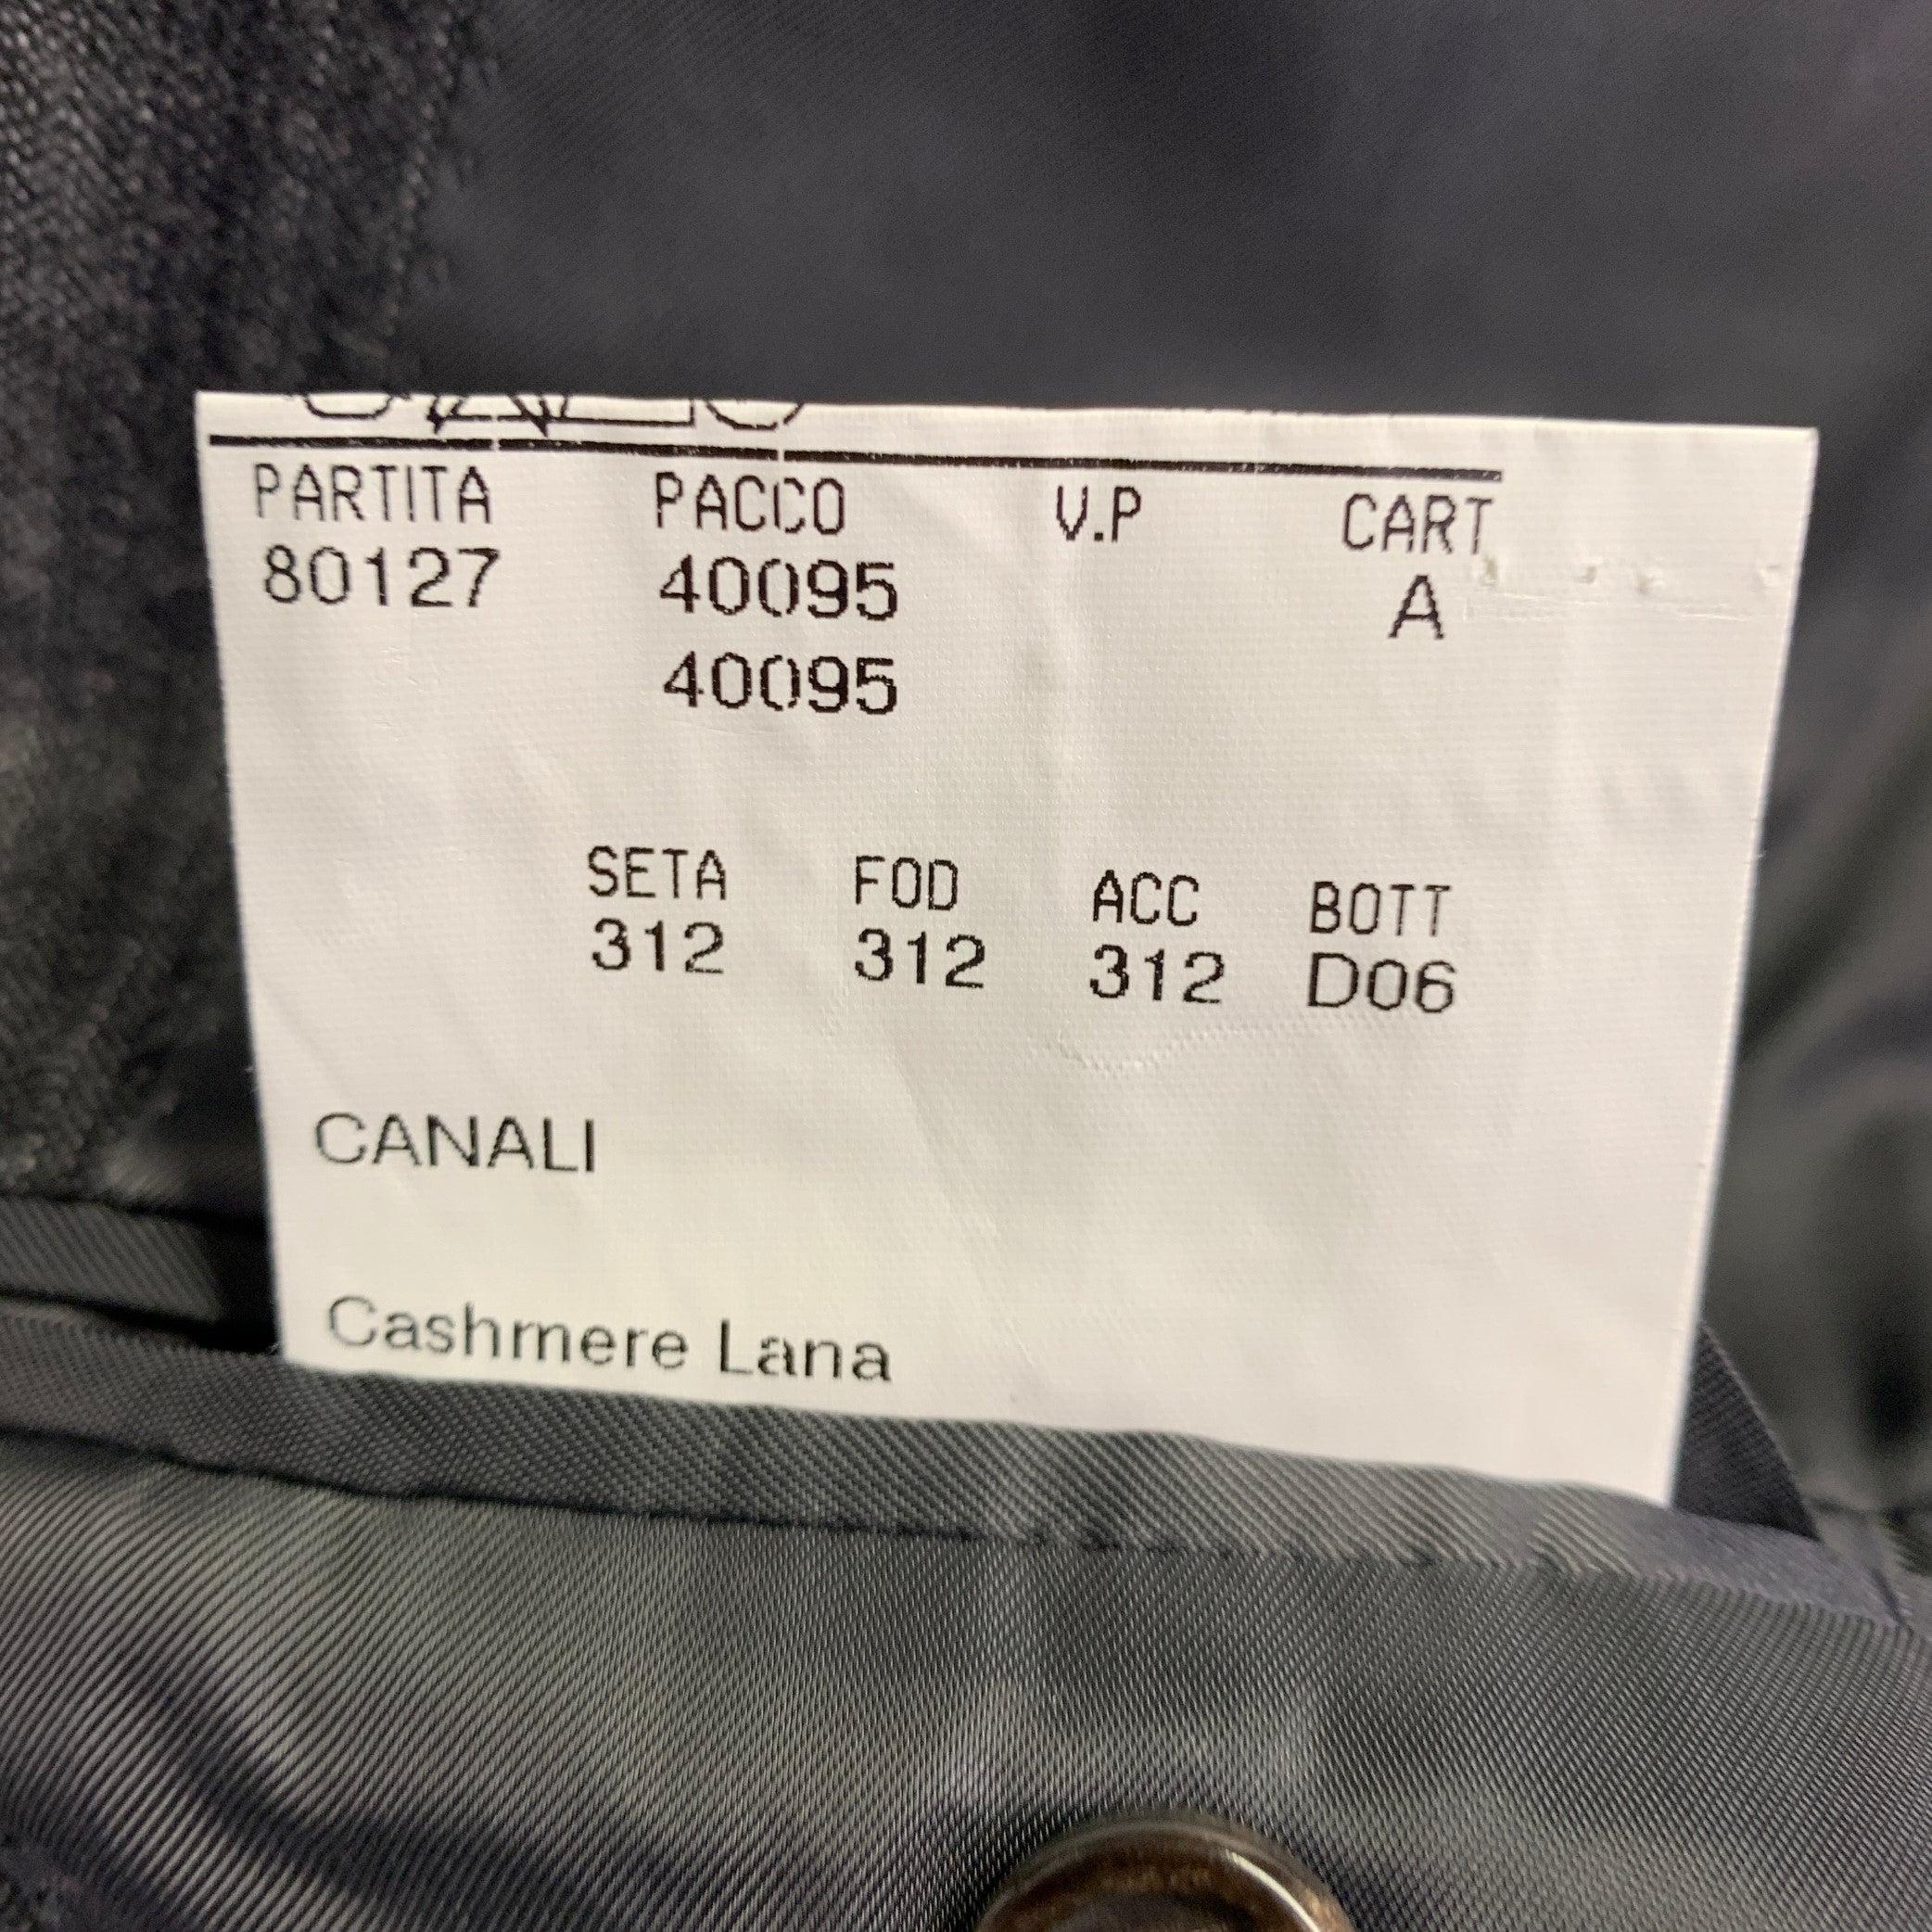 PARTITA PACCO V.P CART
80127 40095 A
40095
SETA FOD ACC BOTT
312 312 312 D06
CANALI
Cashmere Lana